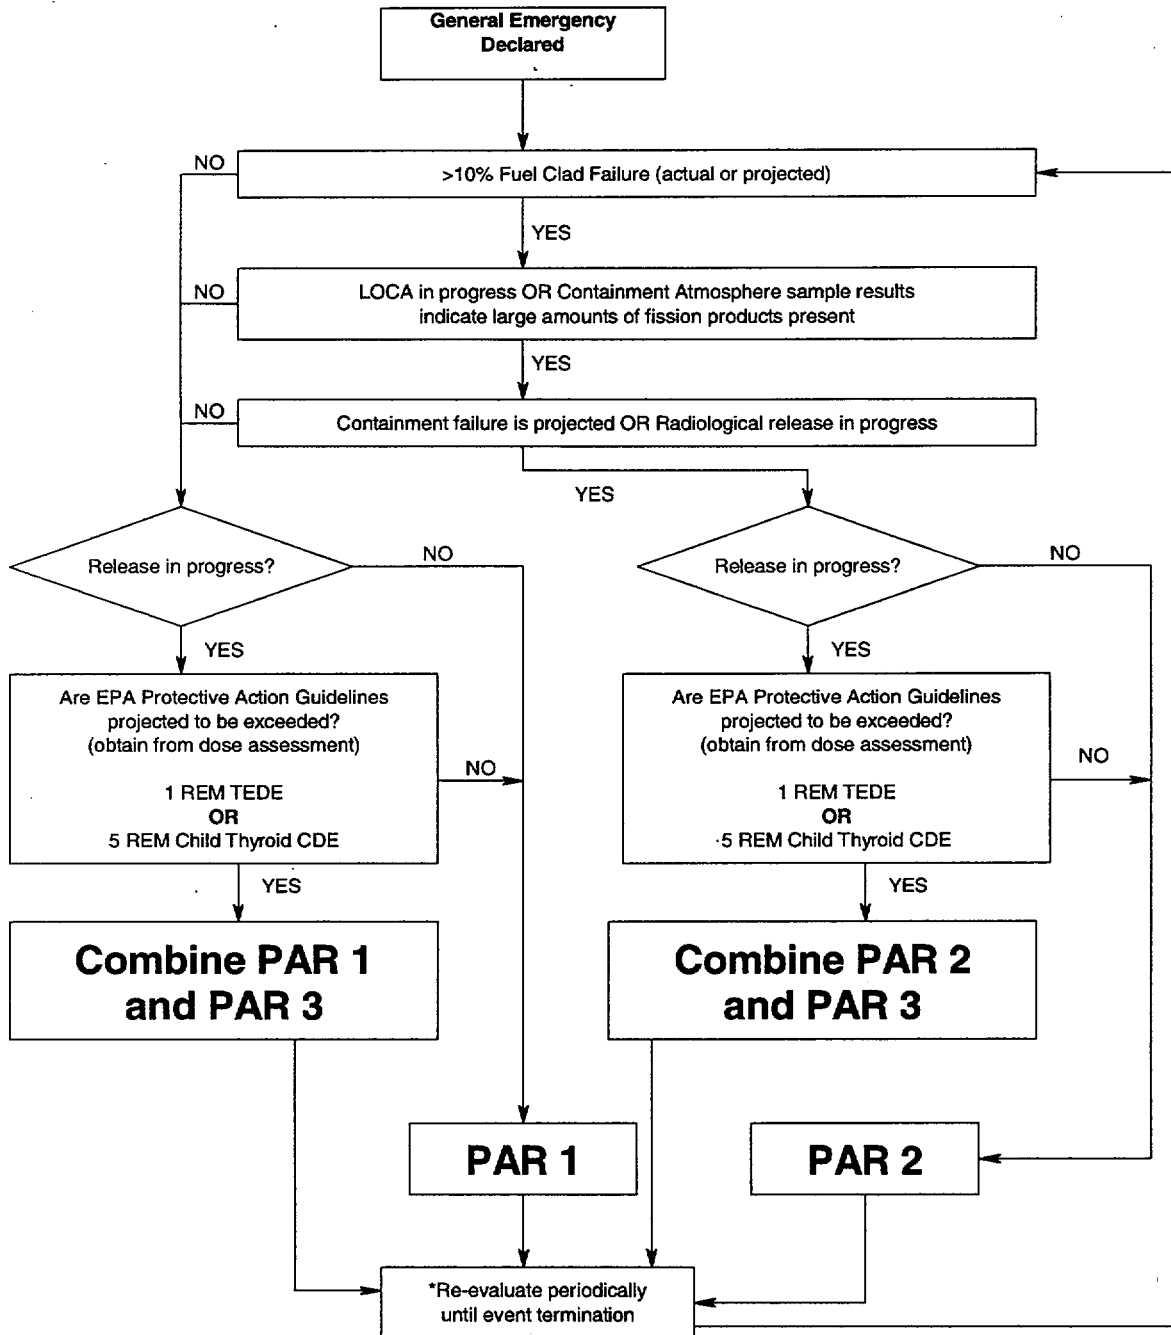 General Emergency
Declared
NO
>10% Fuel Clad Failure (actual or projected)
YES
NO
LOCA in progress OR Containment Atmosphere sample results
indicate large amounts of fission products present
YES
NO
Containment failure is projected OR Radiological release in progress
YES
Release in progress?
NO
Release in progress?
NO
YES
YES
Are EPA Protective Action Guidelines
projected to be exceeded?
(obtain from dose assessment)
1 REM TEDE
OR
5 REM Child Thyroid CDE
NO
Are EPA Protective Action Guidelines
projected to be exceeded?
(obtain from dose assessment)
1 REM TEDE
OR
5 REM Child Thyroid CDE
NO
YES
YES
Combine PAR 1
and PAR 3
Combine PAR 2
and PAR 3
PAR 1
PAR 2
*Re-evaluate periodically
until event termination